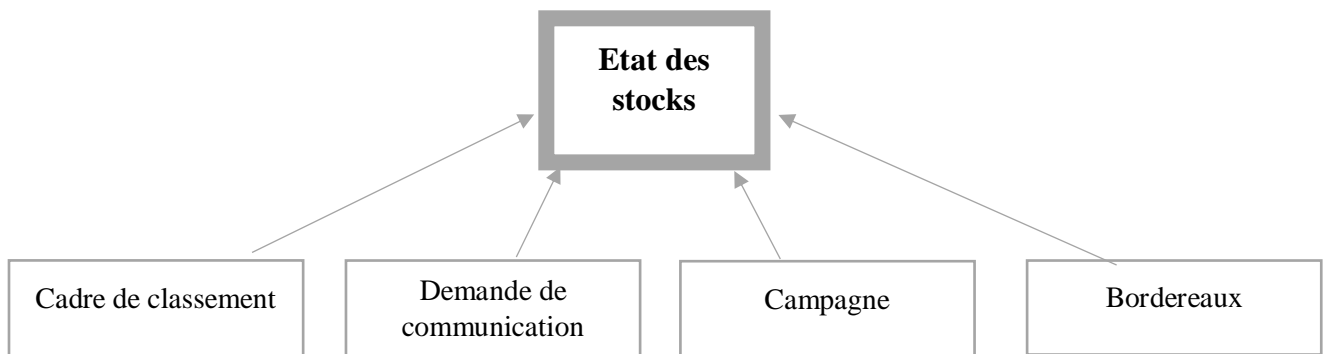 Etat des
stocks
Cadre de classement
Demande de
communication
Campagne
Bordereaux